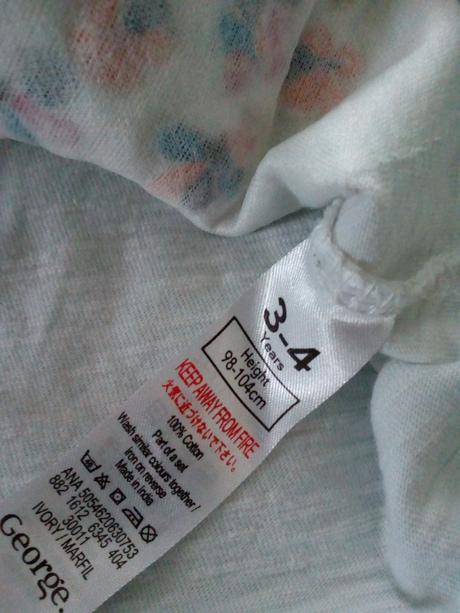 3-4
Years
Height
98-104cm
KEEP AWAY FROM FIRE
火気に近づけないで下さい。
100% Cotton
Part of a set
Wash similar colours together /
Iron on reverse
Made in India
ANA 5054620630753
882 1612 6345 404
30011
IVORY / MARFIL
George.